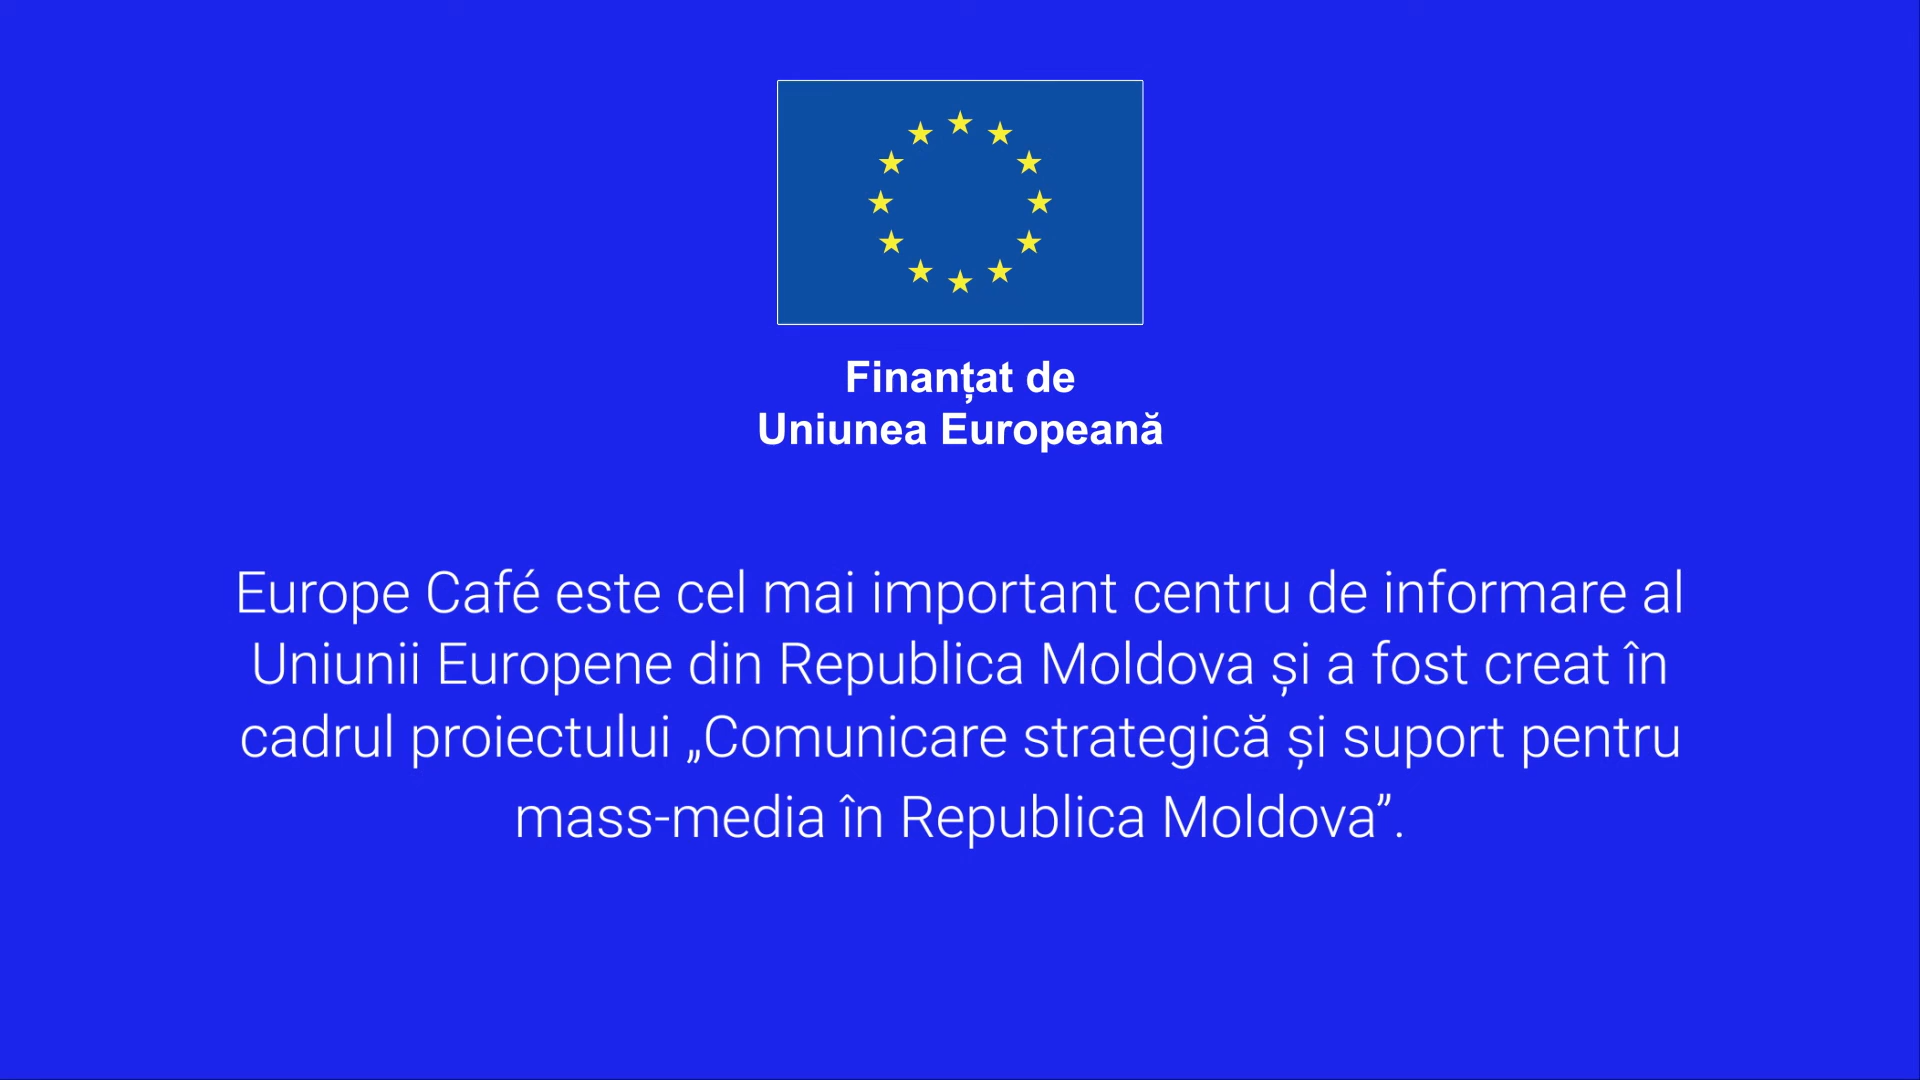 Finanțat de
Uniunea Europeană
Europe Café este cel mai important centru de informare al
Uniunii Europene din Republica Moldova și a fost creat în
cadrul proiectului „Comunicare strategică și suport pentru
mass-media în Republica Moldova”.